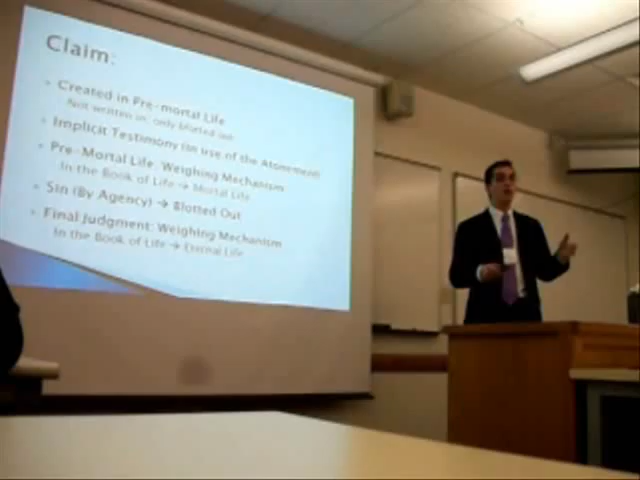 Claim:
Created in Pre-mortal Life
Not written in, only blotted out
Implicit Testimony (in use of the Atonement)
Pre-Mortal Life: Weighing Mechanism
In the Book of Life → Mortal Life
Sin (By Agency) → Blotted Out
Final Judgment: Weighing Mechanism
In the Book of Life → Eternal Life